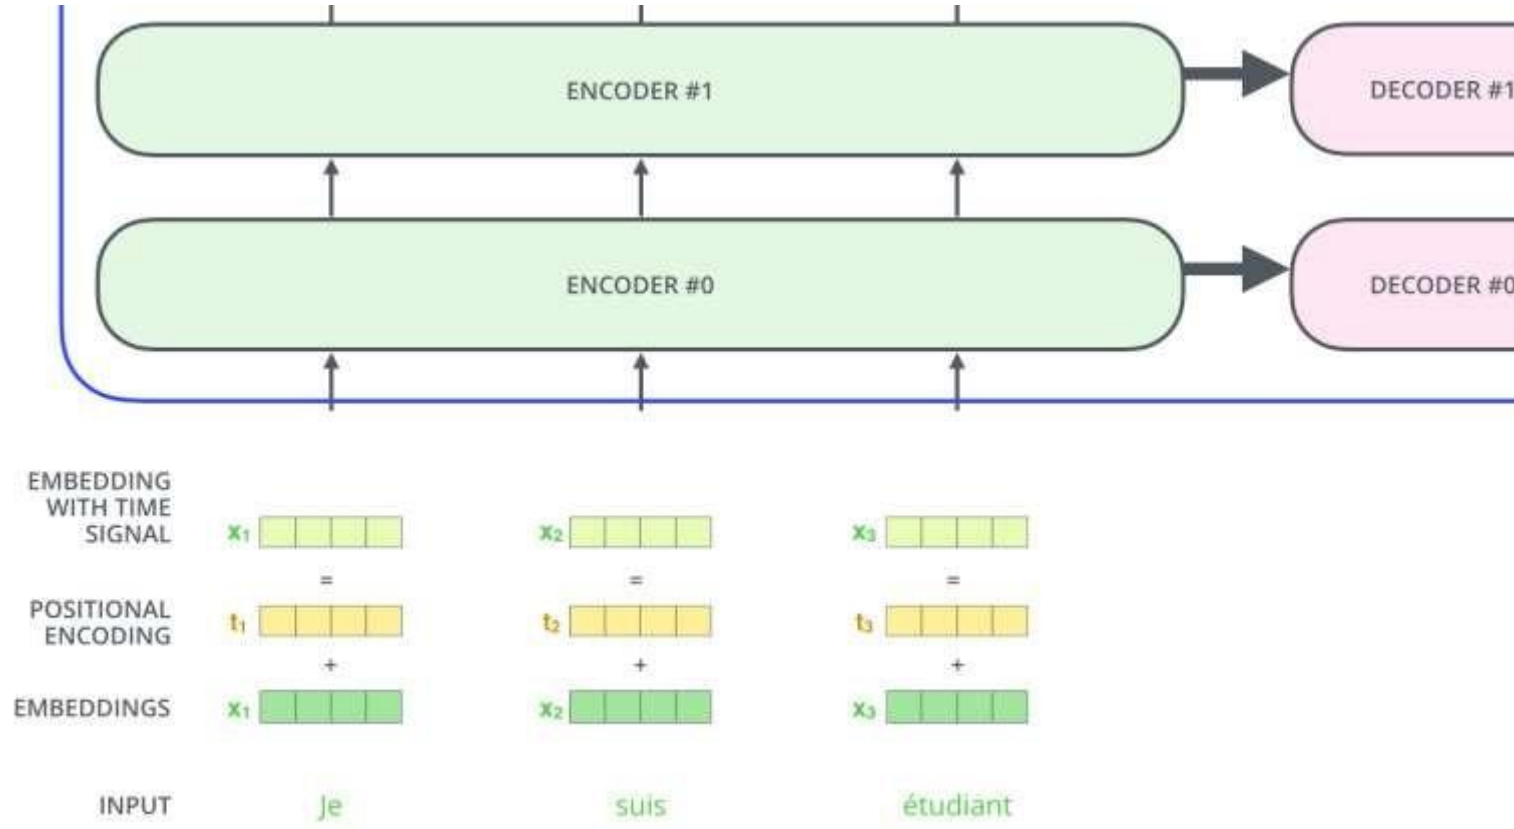 ENCODER #1
DECODER #1
ENCODER #0
DECODER #0
EMBEDDING
WITH TIME
SIGNAL
x₁
x₂
x₃
=
=
=
POSITIONAL
ENCODING
t₁
t₂
t₃
+
+
+
EMBEDDINGS
x₁
x₂
x₃
INPUT
Je
suis
étudiant